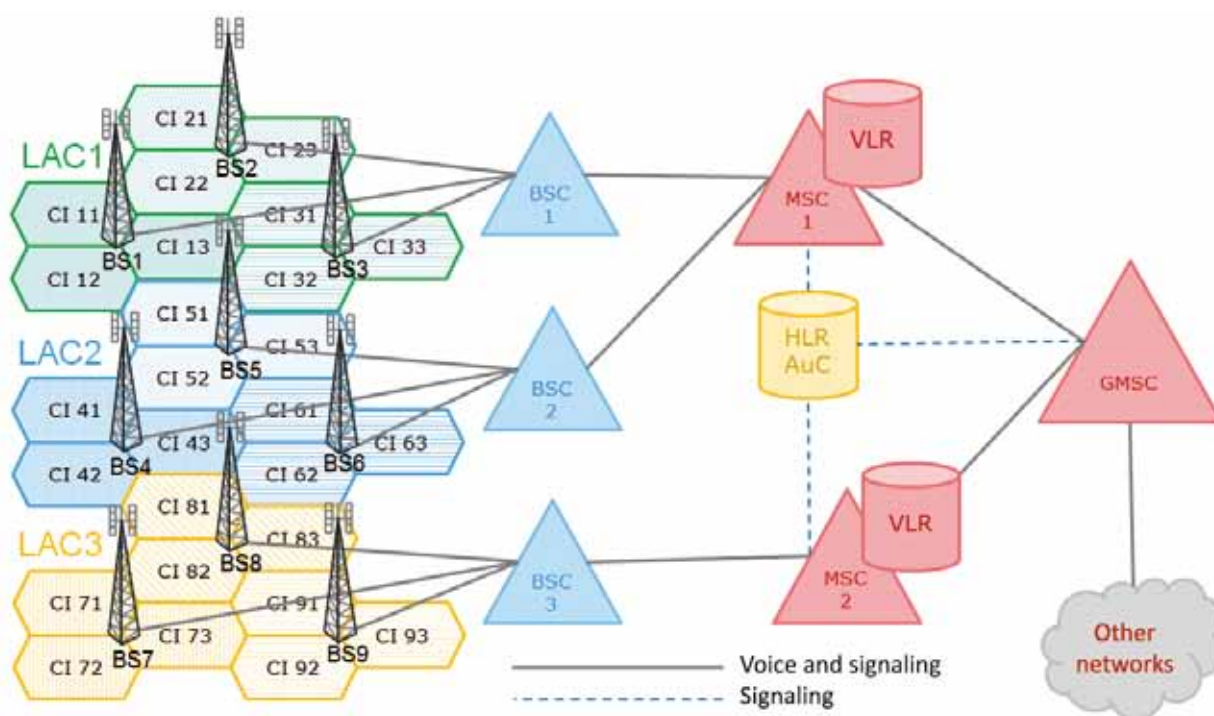 LAC1
CI 21
BS2
CI 23
CI 22
CI 11
BS1
CI 13
CI 31
BS3
CI 33
CI 12
CI 32
LAC2
CI 51
BS5
CI 53
CI 52
CI 41
BS4
CI 43
CI 61
BS6
CI 63
CI 42
CI 62
LAC3
CI 81
BS8
CI 83
CI 82
CI 71
BS7
CI 73
CI 91
BS9
CI 93
CI 72
CI 92
BSC
1
BSC
2
BSC
3
MSC
1
VLR
HLR
AuC
MSC
2
VLR
GMSC
Other
networks
Voice and signaling
Signaling